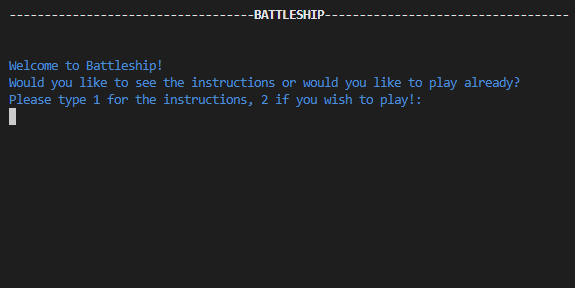 -----------------------------------BATTLESHIP-----------------------------------
Welcome to Battleship!
Would you like to see the instructions or would you like to play already?
Please type 1 for the instructions, 2 if you wish to play!: